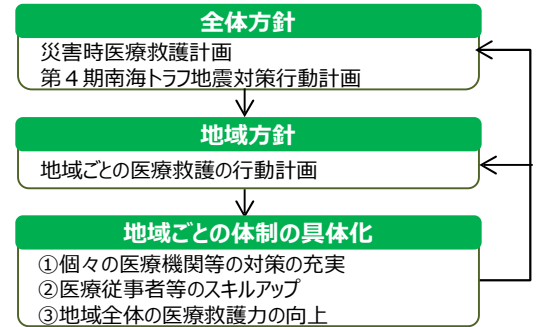 全体方針
災害時医療救護計画
第４期南海トラフ地震対策行動計画
地域方針
地域ごとの医療救護の行動計画
地域ごとの体制の具体化
①個々の医療機関等の対策の充実
②医療従事者等のスキルアップ
③地域全体の医療救護力の向上